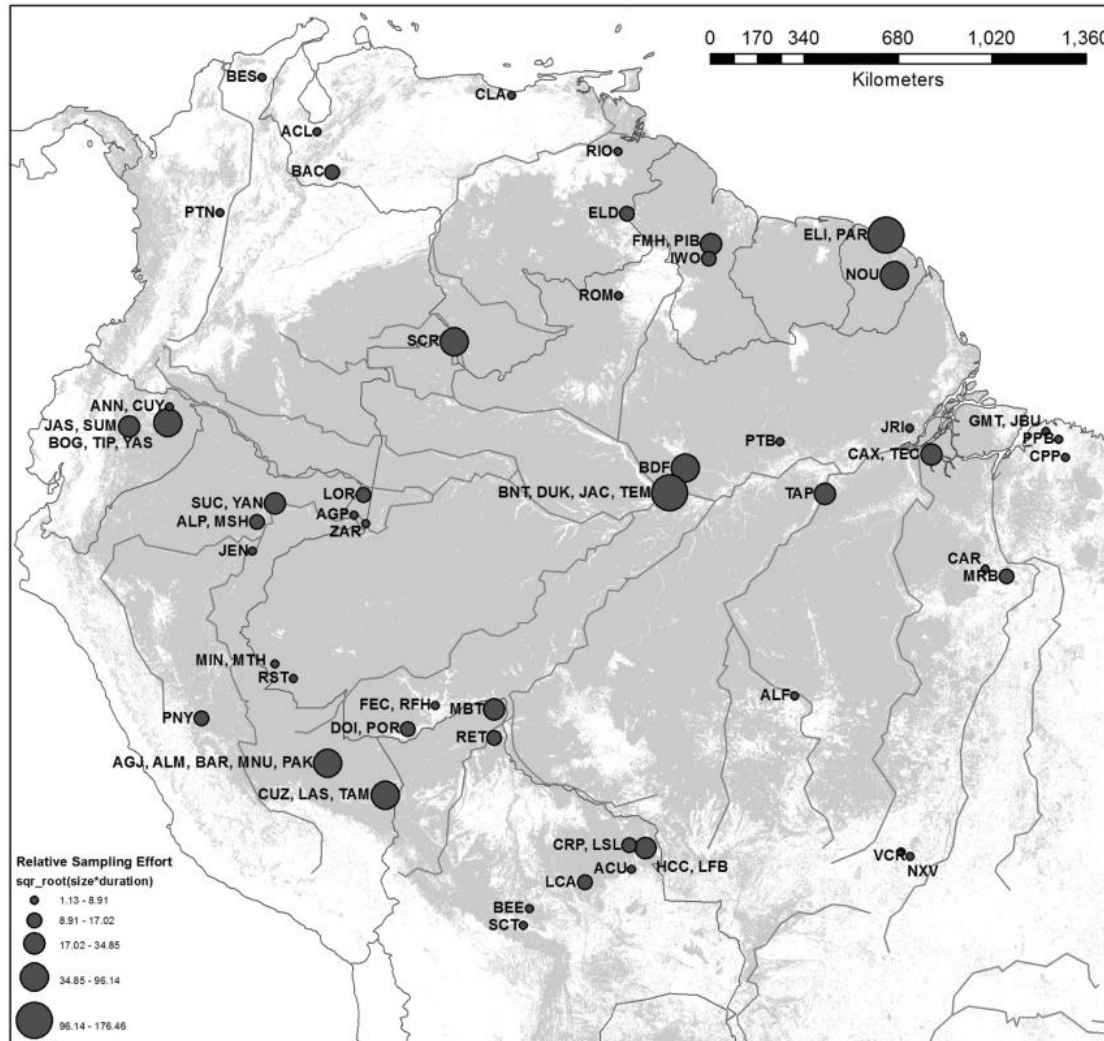 0 170 340 680 1,020 1,360
Kilometers
BES
CLA
ACL
RIO
BAC
PTN
ELD
ELI, PAR
FMH, PIB
IWO
NOU
ROM
SCR
ANN, CUY
JAS, SUM
BOG, TIP, YAS
JRI
GMT, JBU
PPB
PTB
CPP
CAX, TEC
BDF
BNT, DUK, JAC, TEM
TAP
LOR
SUC, YAN
AGP
ALP, MSH
ZAR
JEN
CAR
MRB
MIN, MTH
RST
ALF
FEC, RFH
MBT
PNY
DOI, POR
RET
AGJ, ALM, BAR, MNU, PAK
CUZ, LAS, TAM
CRP, LSL
VCR
HCC, LFB
ACU
NXV
LCA
BEE
SCT
Relative Sampling Effort
sqr_root(size*duration)
1.13 - 8.91
8.91 - 17.02
17.02 - 34.85
34.85 - 96.14
96.14 - 176.46